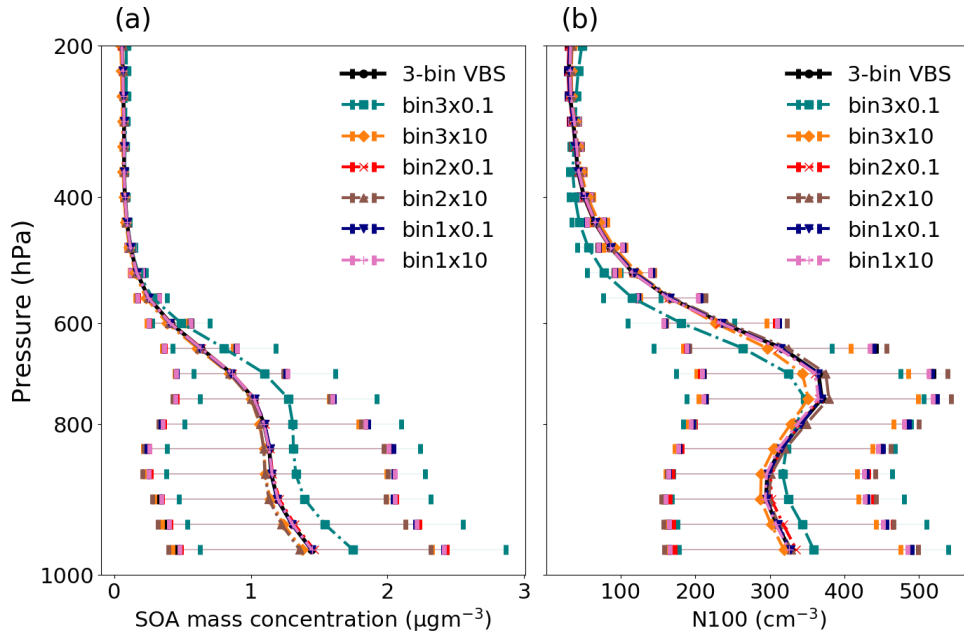 (a)
(b)
200
400
600
800
1000
Pressure (hPa)
3-bin VBS
bin3x0.1
bin3x10
bin2x0.1
bin2x10
bin1x0.1
bin1x10
0
1
2
3
SOA mass concentration (μgm⁻³)
3-bin VBS
bin3x0.1
bin3x10
bin2x0.1
bin2x10
bin1x0.1
bin1x10
100
200
300
400
500
N100 (cm⁻³)